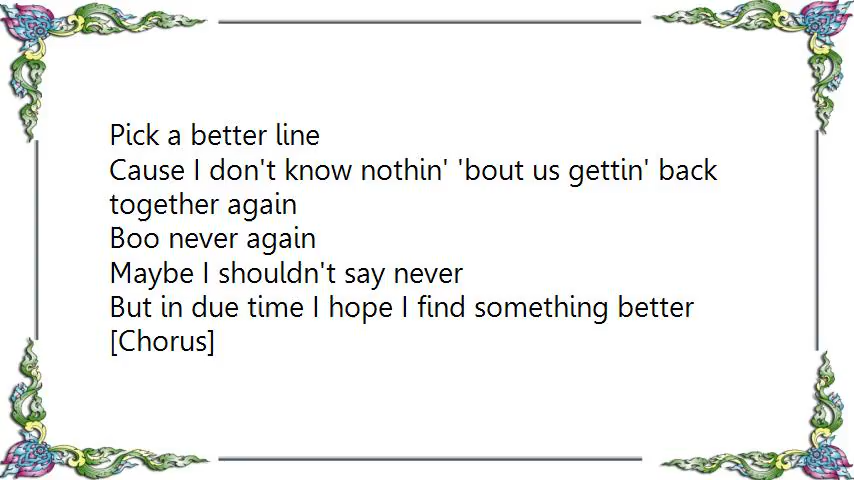 Pick a better line
Cause I don't know nothin' 'bout us gettin' back
together again
Boo never again
Maybe I shouldn't say never
But in due time I hope I find something better
[Chorus]